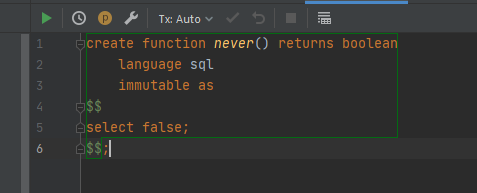 P
Tx: Auto
1 create function never() returns boolean
2 language sql
3 immutable as
4 $$
5 select false;
6 $$;